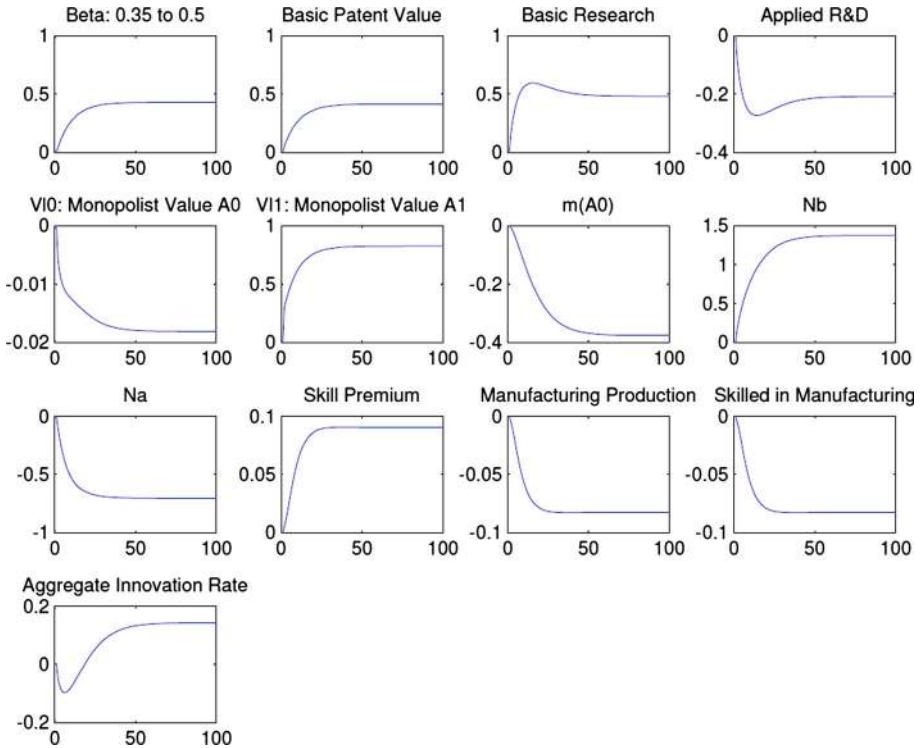 Beta: 0.35 to 0.5
Basic Patent Value
Basic Research
Applied R&D
1
0.5
0
0 50 100
1
0.5
0
0 50 100
1
0.5
0
0 50 100
0
-0.2
-0.4
0 50 100
Vl0: Monopolist Value A0
Vl1: Monopolist Value A1
m(A0)
Nb
0
-0.01
-0.02
0 50 100
1
0.5
0
0 50 100
0
-0.2
-0.4
0 50 100
1.5
1
0.5
0
0 50 100
Na
Skill Premium
Manufacturing Production
Skilled in Manufacturing
0
-0.5
-1
0 50 100
0.1
0.05
0
0 50 100
0
-0.05
-0.1
0 50 100
0
-0.05
-0.1
0 50 100
Aggregate Innovation Rate
0.2
0
-0.2
0 50 100